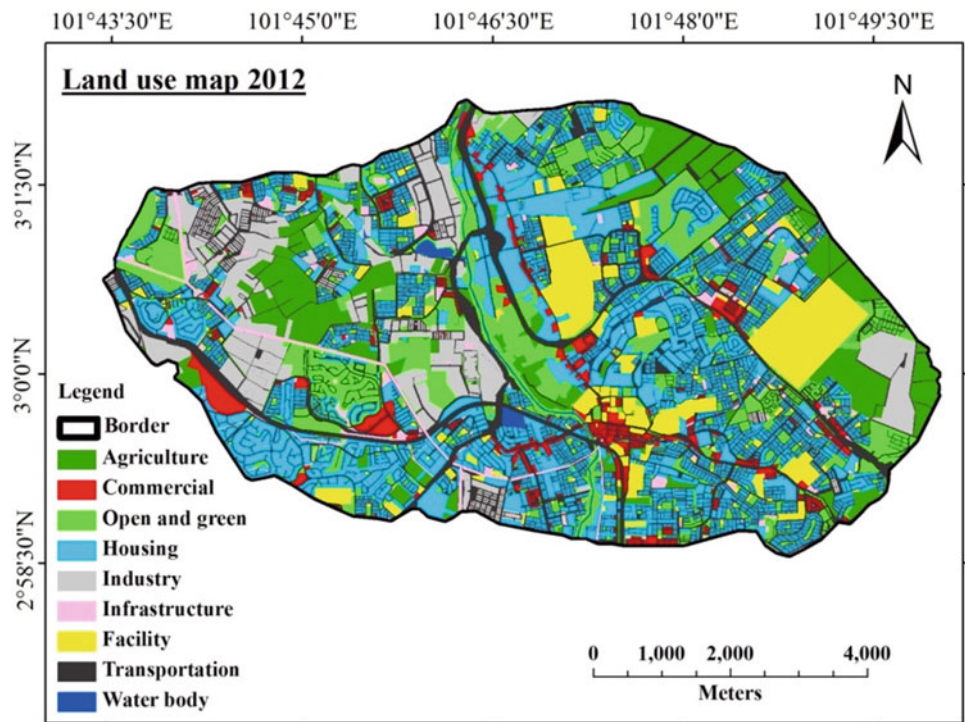 101°43'30"E 101°45'0"E 101°46'30"E 101°48'0"E 101°49'30"E
Land use map 2012
N
3°1'30"N
3°0'0"N
2°58'30"N
Legend
Border
Agriculture
Commercial
Open and green
Housing
Industry
Infrastructure
Facility
Transportation
Water body
0 1,000 2,000 4,000
Meters